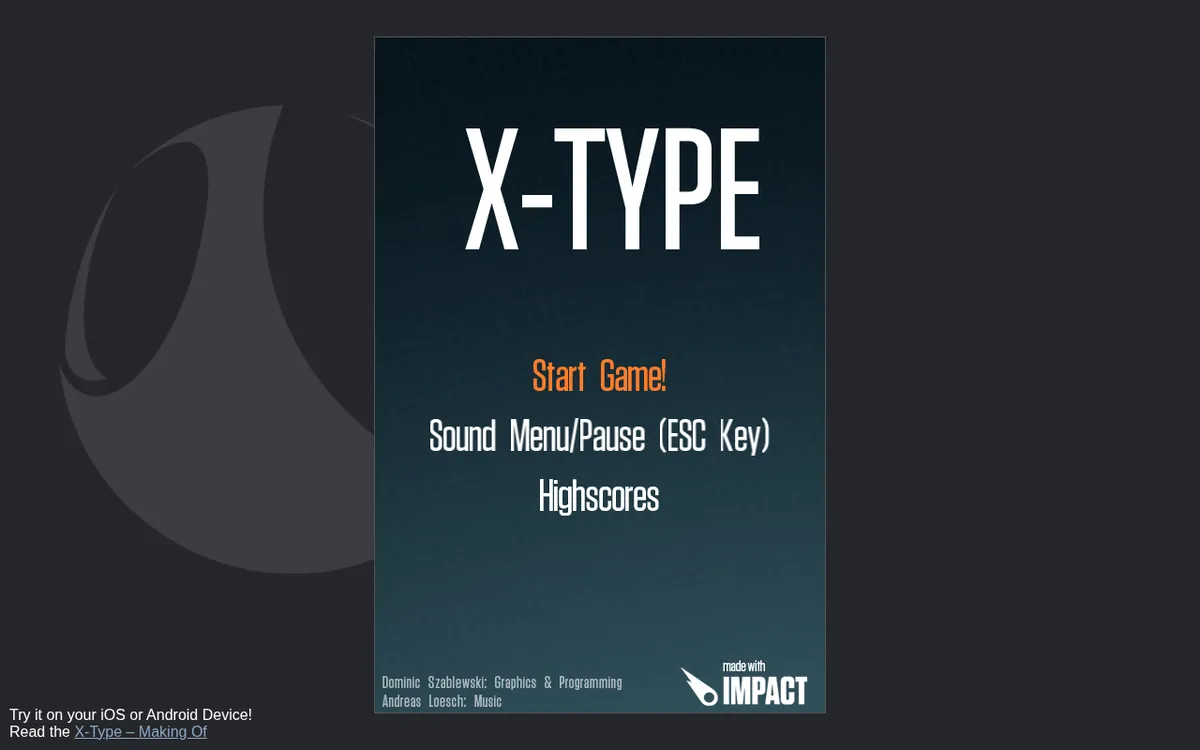 X-TYPE
Start Game!
Sound Menu/Pause (ESC Key)
Highscores
made with
IMPACT
Dominic Szablewski: Graphics & Programming
Andreas Loesch: Music
Try it on your iOS or Android Device!
Read the X-Type – Making Of